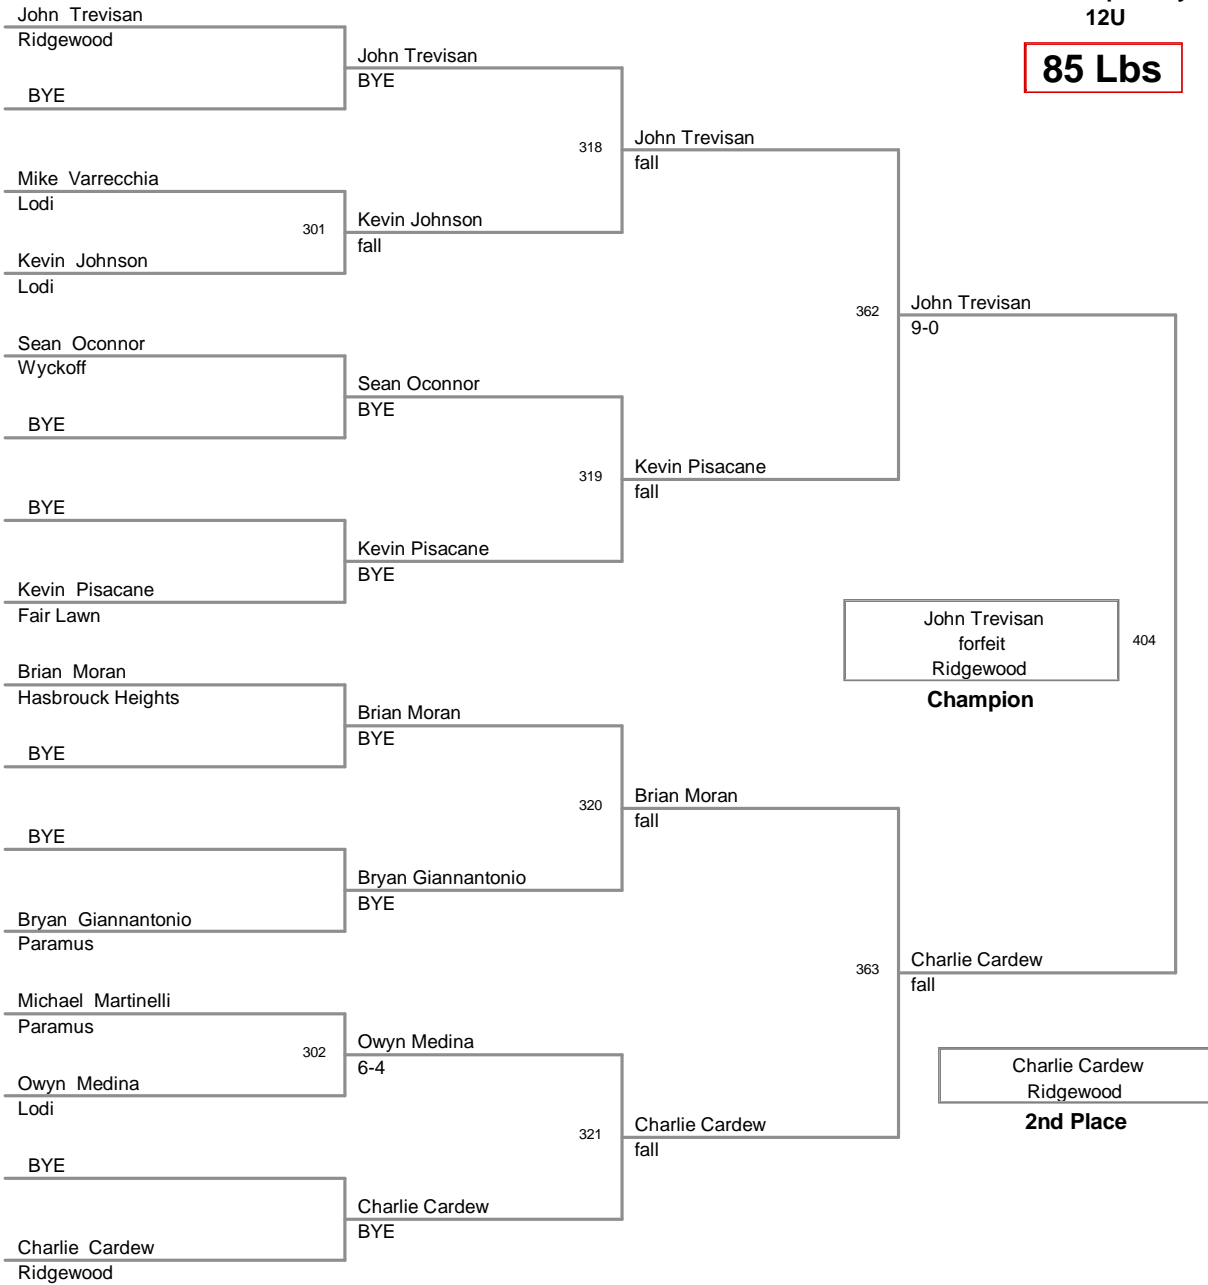 12U
85 Lbs
John Trevisan
Ridgewood
BYE
Mike Varrecchia
Lodi
301
Kevin Johnson
Lodi
Sean Oconnor
Wyckoff
BYE
BYE
Kevin Pisacane
Fair Lawn
Brian Moran
Hasbrouck Heights
BYE
BYE
Bryan Giannantonio
Paramus
Michael Martinelli
Paramus
302
Owyn Medina
Lodi
BYE
Charlie Cardew
Ridgewood
John Trevisan
BYE
318
Kevin Johnson
fall
Sean Oconnor
BYE
319
Kevin Pisacane
BYE
Brian Moran
BYE
320
Bryan Giannantonio
BYE
Owyn Medina
6-4
321
Charlie Cardew
BYE
John Trevisan
fall
362
Kevin Pisacane
fall
Brian Moran
fall
363
Charlie Cardew
fall
John Trevisan
9-0
John Trevisan
forfeit
Ridgewood
404
Champion
Charlie Cardew
fall
Charlie Cardew
Ridgewood
2nd Place